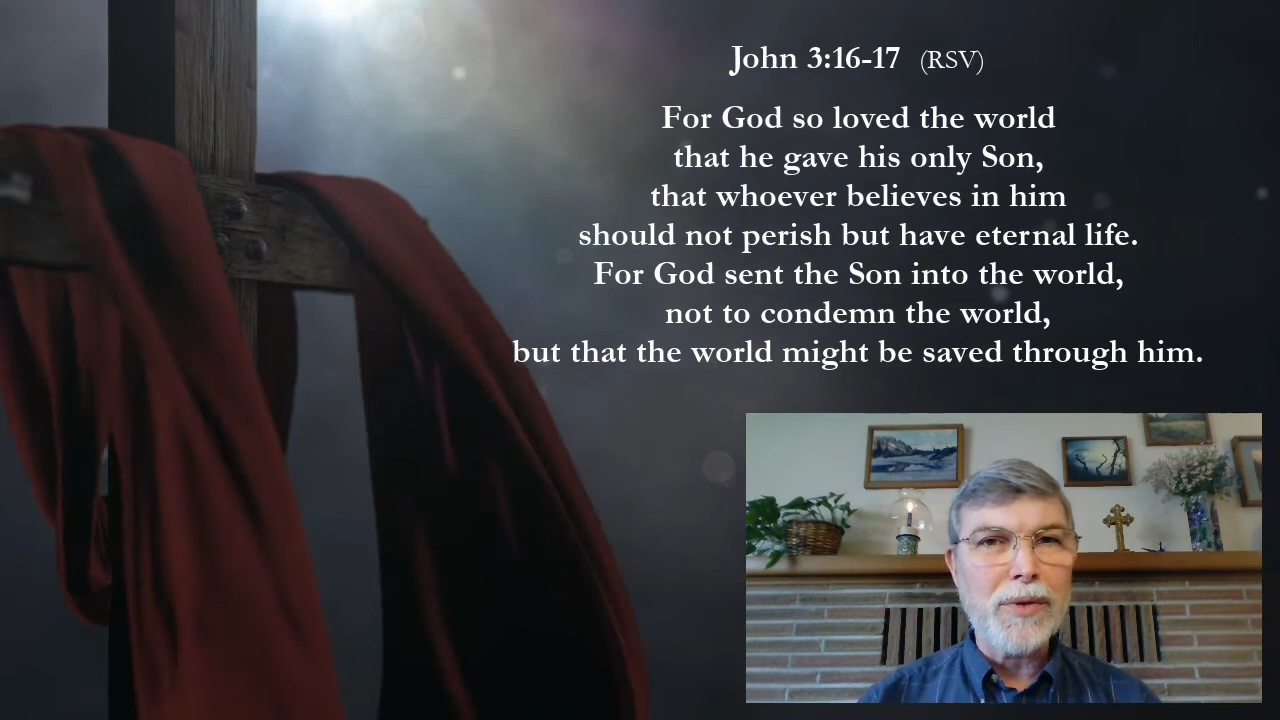 John 3:16-17 (RSV)
For God so loved the world
that he gave his only Son,
that whoever believes in him
should not perish but have eternal life.
For God sent the Son into the world,
not to condemn the world,
but that the world might be saved through him.